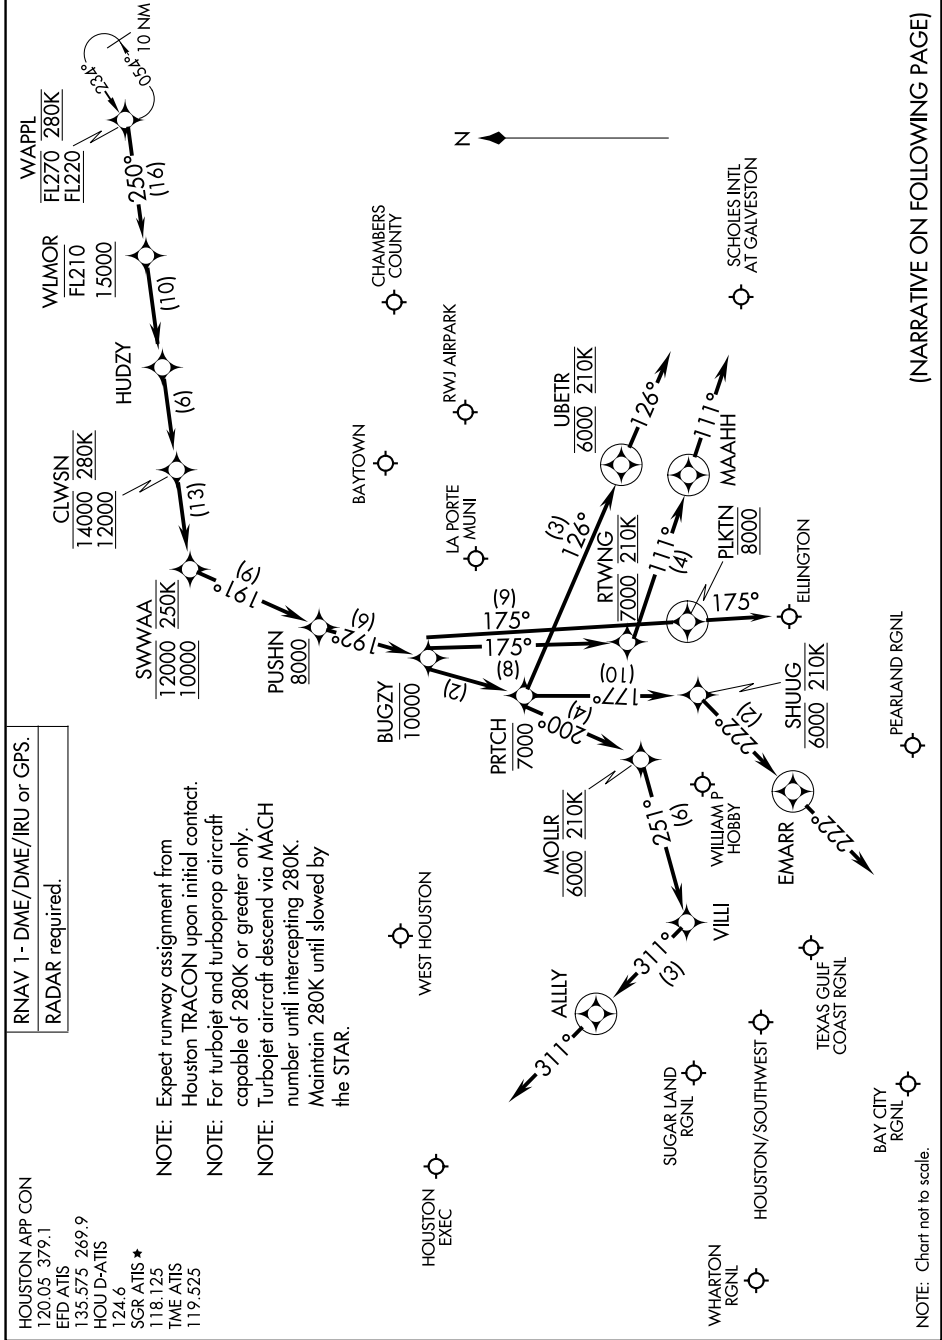 HOUSTON APP CON
120.05 379.1
EFD ATIS
135.575 269.9
HOU D-ATIS
124.6
SGR ATIS ★
118.125
TME ATIS
119.525
RNAV 1 - DME/DME/IRU or GPS.
RADAR required.
NOTE: Expect runway assignment from
Houston TRACON upon initial contact.
NOTE: For turbojet and turboprop aircraft
capable of 280K or greater only.
NOTE: Turbojet aircraft descend via MACH
number until intercepting 280K.
Maintain 280K until slowed by
the STAR.
WAPPL
FL270 280K
FL220
234°
054°
10 NM
250°
(16)
WLMOR
FL210
15000
(10)
HUDZY
(6)
CLWSN
14000 280K
12000
(13)
SWWAA
12000 250K
10000
191°
(9)
PUSHN
8000
192°
(6)
BUGZY
10000
(2)
175°
(9)
175°
(8)
PRTCH
7000
126°
(3)
UBETR
6000 210K
126°
RTWNG
7000 210K
111°
(4)
MAAHH
111°
PLKTN
8000
175°
177°
(10)
SHUUG
6000 210K
222°
(2)
EMARR
222°
200°
(4)
MOLLR
6000 210K
251°
(6)
VILLI
311°
(3)
ALLLY
311°
N
CHAMBERS
COUNTY
RWJ AIRPARK
BAYTOWN
LA PORTE
MUNI
SCHOLES INTL
AT GALVESTON
ELLINGTON
PEARLAND RGNL
WILLIAM P
HOBBY
WEST HOUSTON
HOUSTON
EXEC
SUGAR LAND
RGNL
HOUSTON/SOUTHWEST
TEXAS GULF
COAST RGNL
BAY CITY
RGNL
WHARTON
RGNL
NOTE: Chart not to scale.
(NARRATIVE ON FOLLOWING PAGE)